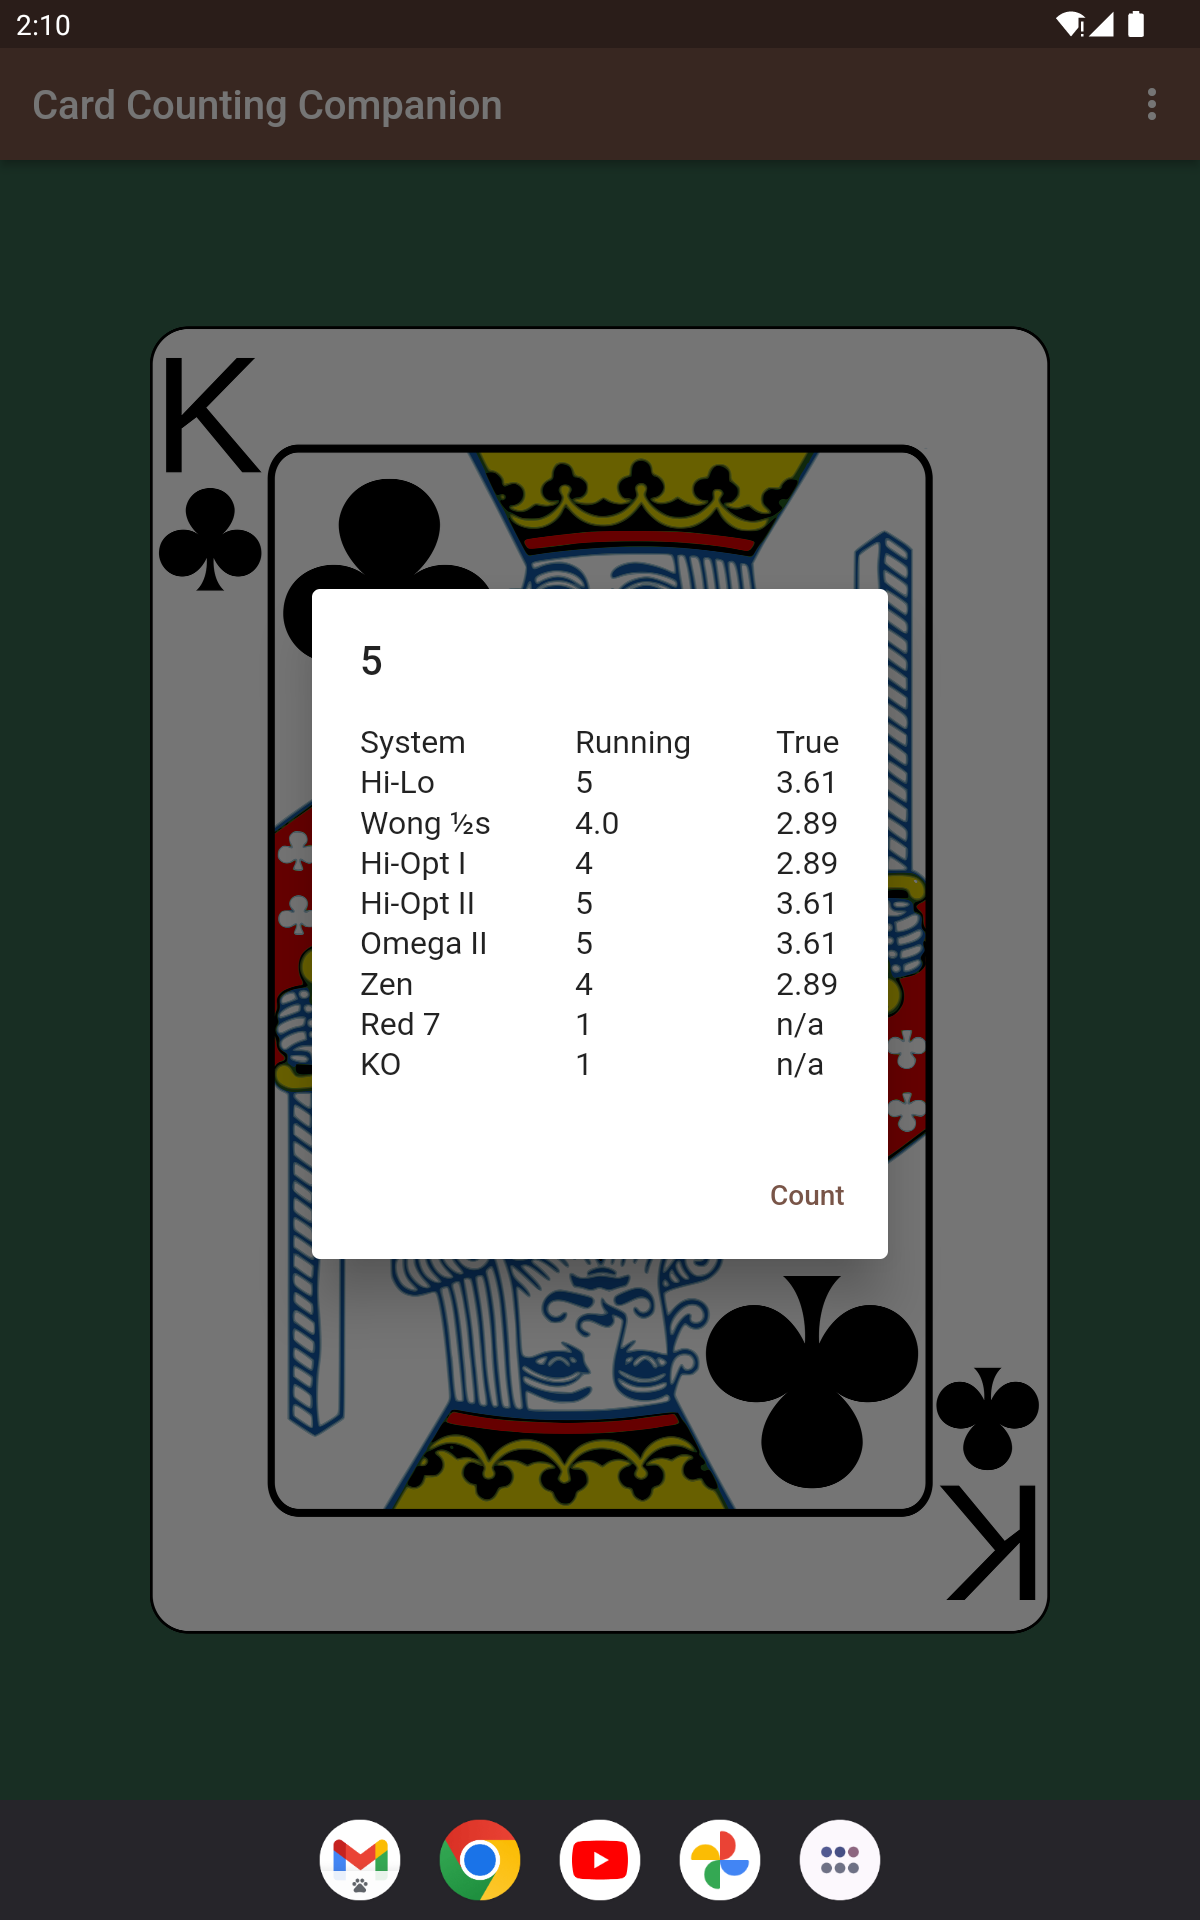 2:10
Card Counting Companion
K
5
System Running True
Hi-Lo 5 3.61
Wong ½s 4.0 2.89
Hi-Opt I 4 2.89
Hi-Opt II 5 3.61
Omega II 5 3.61
Zen 4 2.89
Red 7 1 n/a
KO 1 n/a
Count
K